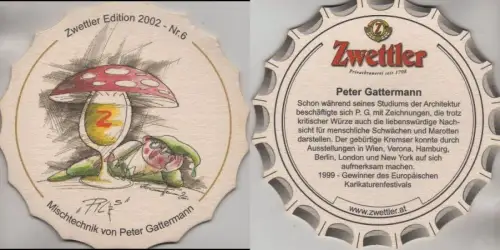 Zwettler Edition 2002 - Nr.6
Z
"PILS"
Mischtechnik von Peter Gattermann
Zwettler
Privatbrauerei seit 1708
Peter Gattermann
Schon während seines Studiums der Architektur
beschäftigte sich P. G. mit Zeichnungen, die trotz
kritischer Würze auch die liebenswürdige Nach-
sicht für menschliche Schwächen und Marotten
darstellen. Der gebürtige Kremser konnte durch
Ausstellungen in Wien, Verona, Hamburg,
Berlin, London und New York auf sich
aufmerksam machen.
1999 - Gewinner des Europäischen
Karikaturenfestivals
www.zwettler.at